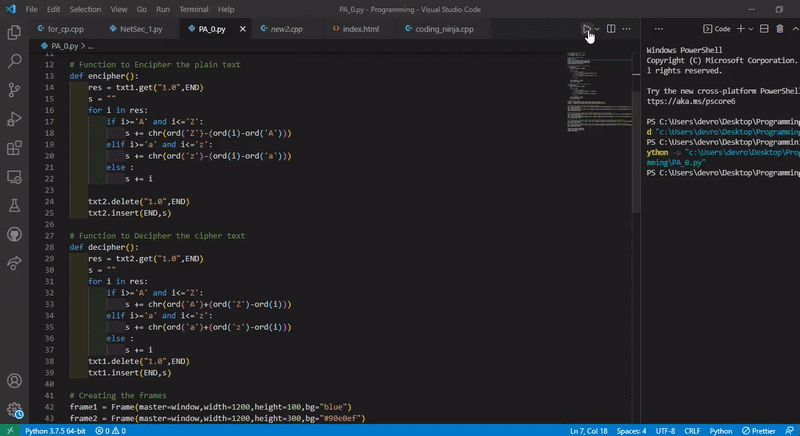 File Edit Selection View Go Run Terminal Help
PA_0.py - Programming - Visual Studio Code
for_cp.cpp NetSec_1.py PA_0.py new2.cpp index.html coding_ninja.cpp
Code
PA_0.py > ...
11
12 # Function to Encipher the plain text
13 def encipher():
14 res = txt1.get("1.0",END)
15 s = ""
16 for i in res:
17 if i>='A' and i<='Z':
18 s += chr(ord('Z')-(ord(i)-ord('A')))
19 elif i>='a' and i<='z':
20 s += chr(ord('z')-(ord(i)-ord('a')))
21 else :
22 s += i
23
24 txt2.delete("1.0",END)
25 txt2.insert(END,s)
26
27 # Function to Decipher the cipher text
28 def decipher():
29 res = txt2.get("1.0",END)
30 s = ""
31 for i in res:
32 if i>='A' and i<='Z':
33 s += chr(ord('A')+(ord('Z')-ord(i)))
34 elif i>='a' and i<='z':
35 s += chr(ord('a')+(ord('z')-ord(i)))
36 else :
37 s += i
38 txt1.delete("1.0",END)
39 txt1.insert(END,s)
40
41 # Creating the frames
42 frame1 = Frame(master=window,width=1200,height=100,bg="blue")
43 frame2 = Frame(master=window,width=1200,height=300,bg="#90e0ef")
Windows PowerShell
Copyright (C) Microsoft Corporation.
l rights reserved.
Try the new cross-platform PowerShel
ttps://aka.ms/pscore6
PS C:\Users\devro\Desktop\Programming
d "c:\Users\devro\Desktop\Programming
PS C:\Users\devro\Desktop\Programmin
ython -u "c:\Users\devro\Desktop\Prog
mming\PA_0.py"
PS C:\Users\devro\Desktop\Programming
Python 3.7.5 64-bit 0 0 Ln 7, Col 18 Spaces: 4 UTF-8 CRLF Python Prettier